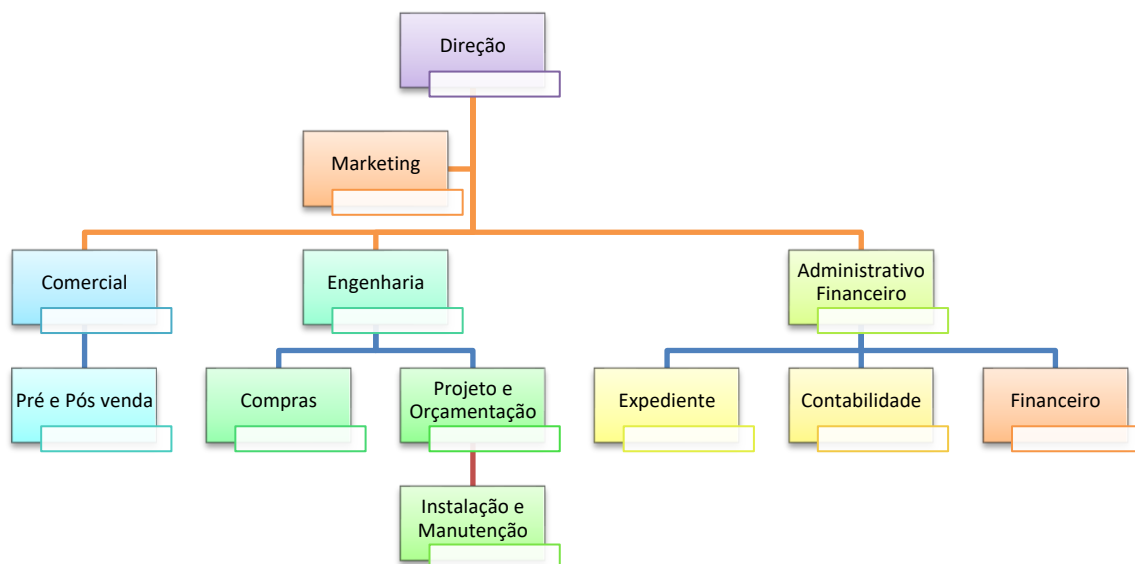 Direção
Marketing
Comercial
Engenharia
Administrativo
Financeiro
Pré e Pós venda
Compras
Projeto e
Orçamentação
Expediente
Contabilidade
Financeiro
Instalação e
Manutenção